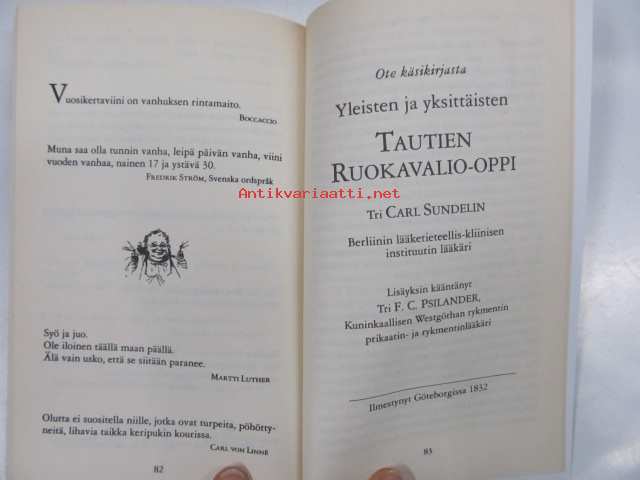 Vuosikertaviini on vanhuksen rintamaito.
BOCCACCIO
Muna saa olla tunnin vanha, leipä päivän vanha, viini
vuoden vanhaa, nainen 17 ja ystävä 30.
FREDRIK STRÖM, Svenska ordspråk
Syö ja juo.
Ole iloinen täällä maan päällä.
Älä vain usko, että se siitään paranee.
MARTTI LUTHER
Olutta ei suositella niille, jotka ovat turpeita, pöhötty-
neitä, lihavia taikka keripukin kourissa.
CARL VON LINNÉ
82
Ote käsikirjasta
Yleisten ja yksittäisten
TAUTIEN
RUOKAVALIO-OPPI
Tri CARL SUNDELIN
Berliinin lääketieteellis-kliinisen
instituutin lääkäri
Lisäyksin kääntänyt
Tri F. C. PSILANDER,
Kuninkaallisen Westgöthan rykmentin
prikaatin- ja rykmentinlääkäri
Ilmestynyt Göteborgissa 1832
83
Antikvariaatti.net